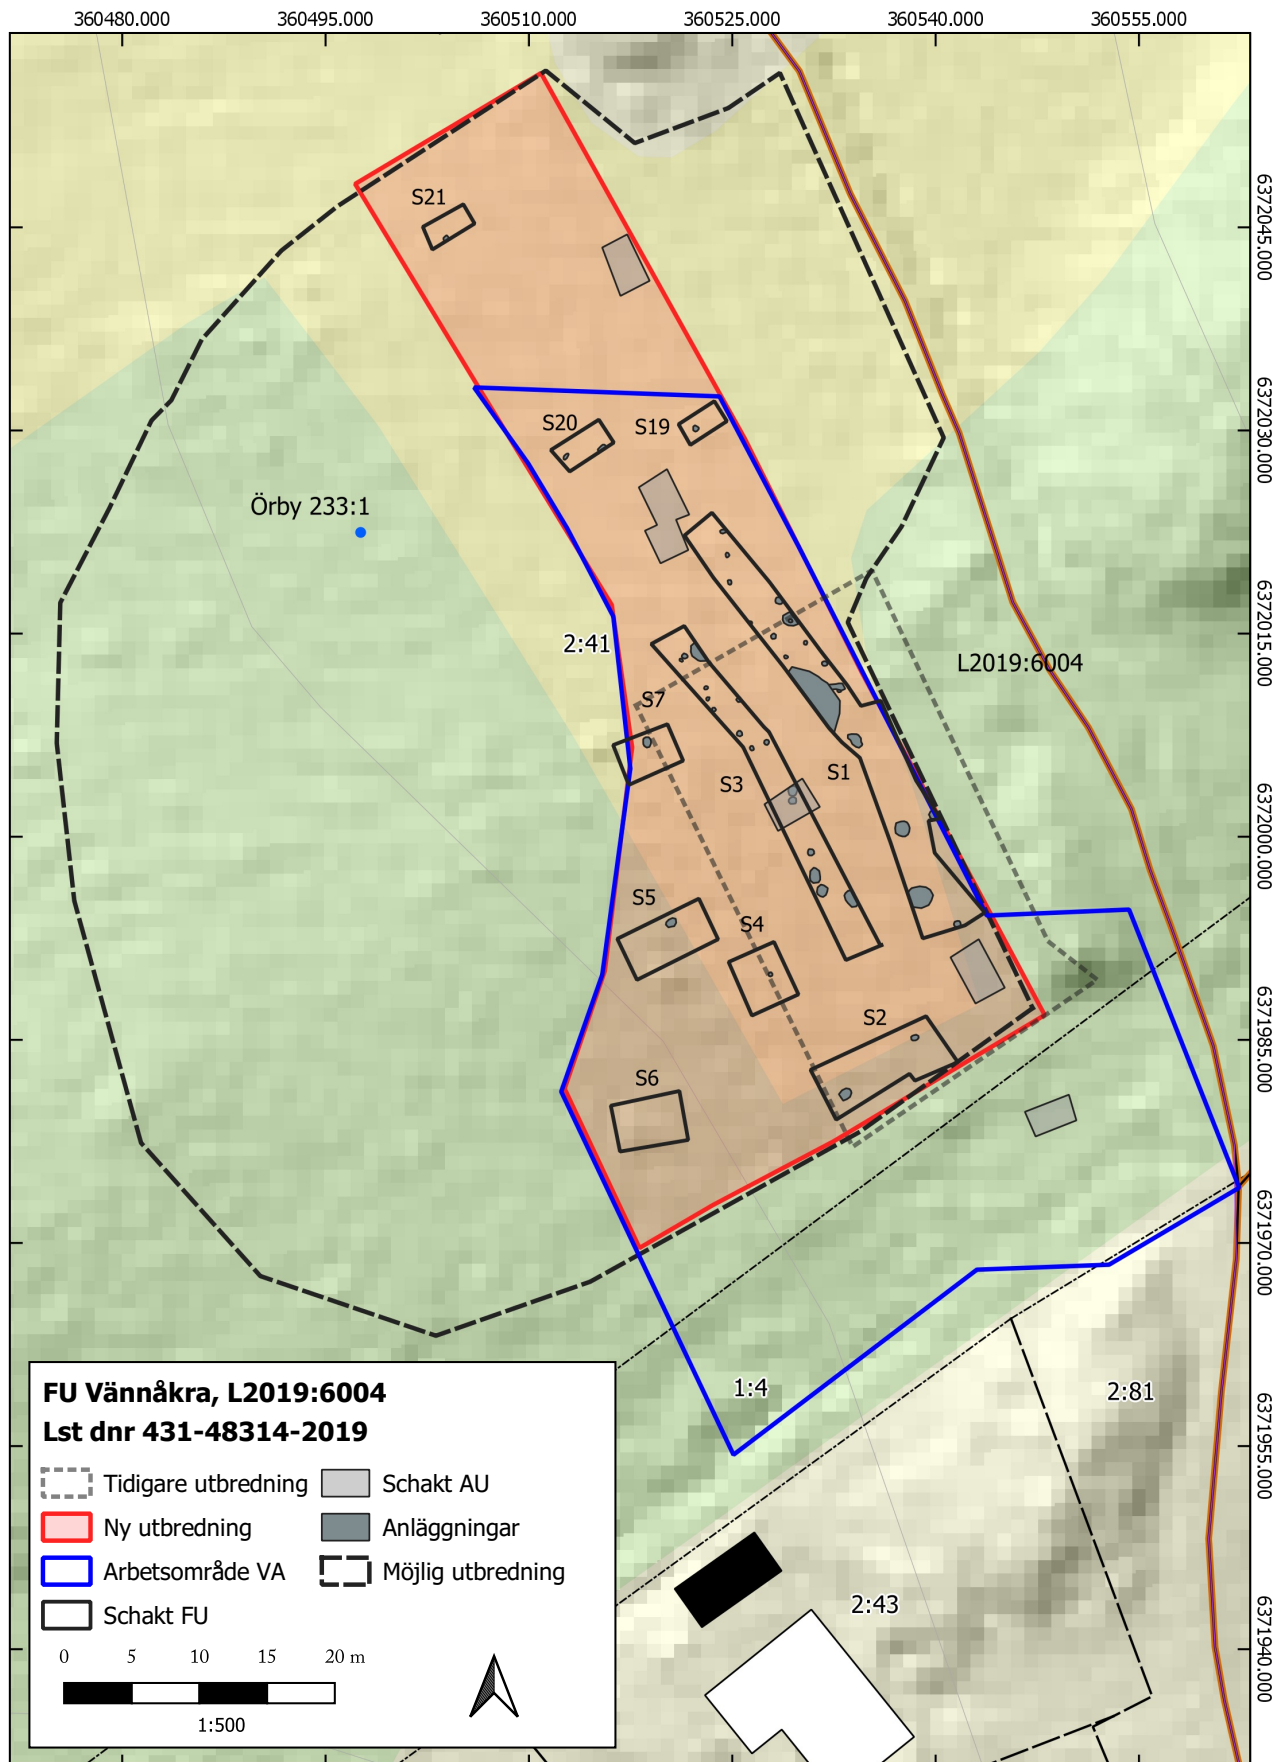 360480.000 360495.000 360510.000 360525.000 360540.000 360555.000
6372045.000
6372030.000
6372015.000
6372000.000
6371985.000
6371970.000
6371955.000
6371940.000
S21
S20
S19
Örby 233:1
2:41
L2019:6004
S7
S3
S1
S5
S4
S2
S6
1:4
2:81
2:43
FU Vännåkra, L2019:6004
Lst dnr 431-48314-2019
Tidigare utbredning
Schakt AU
Ny utbredning
Anläggningar
Arbetsområde VA
Möjlig utbredning
Schakt FU
0 5 10 15 20 m
1:500